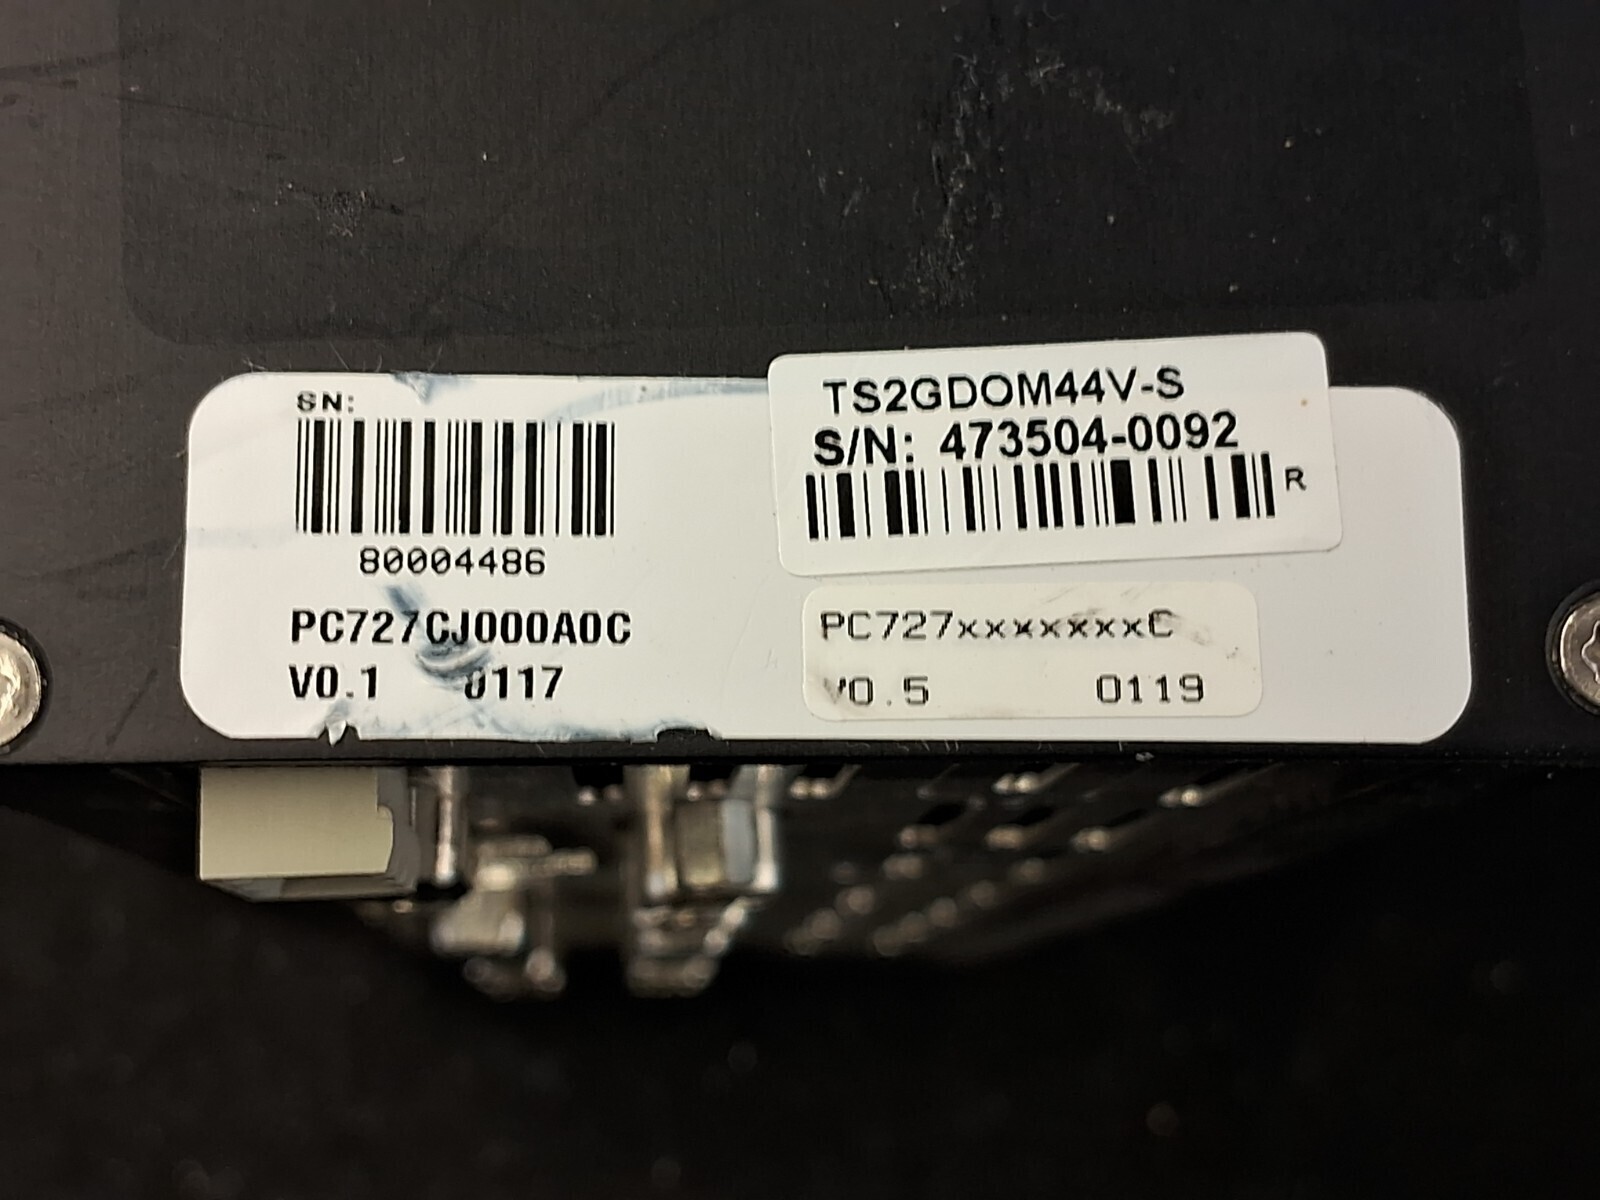 SN:
80004486
PC727CJ000A0C
V0.1 0117
TS2GDOM44V-S
S/N: 473504-0092
R
PC727xxxxxxxC
V0.5 0119